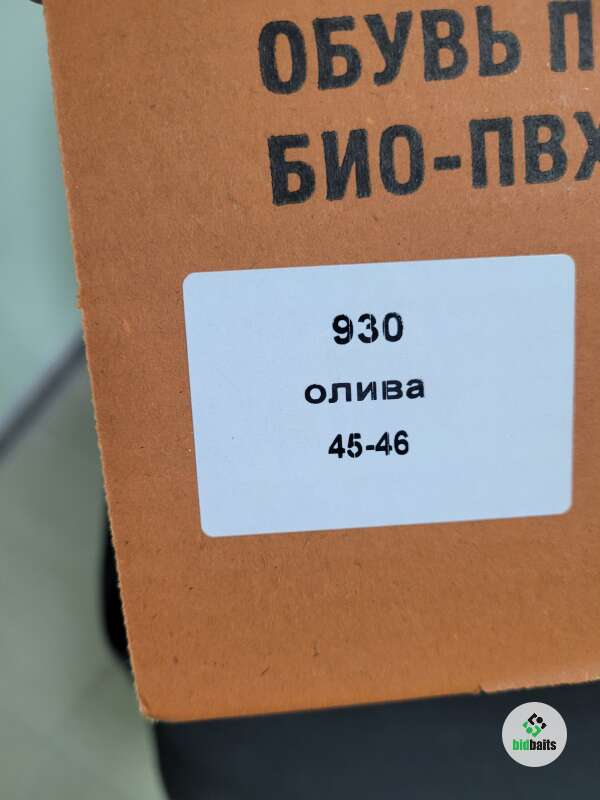 ОБУВЬ П
БИО-ПВХ
930
олива
45-46
bidbaits